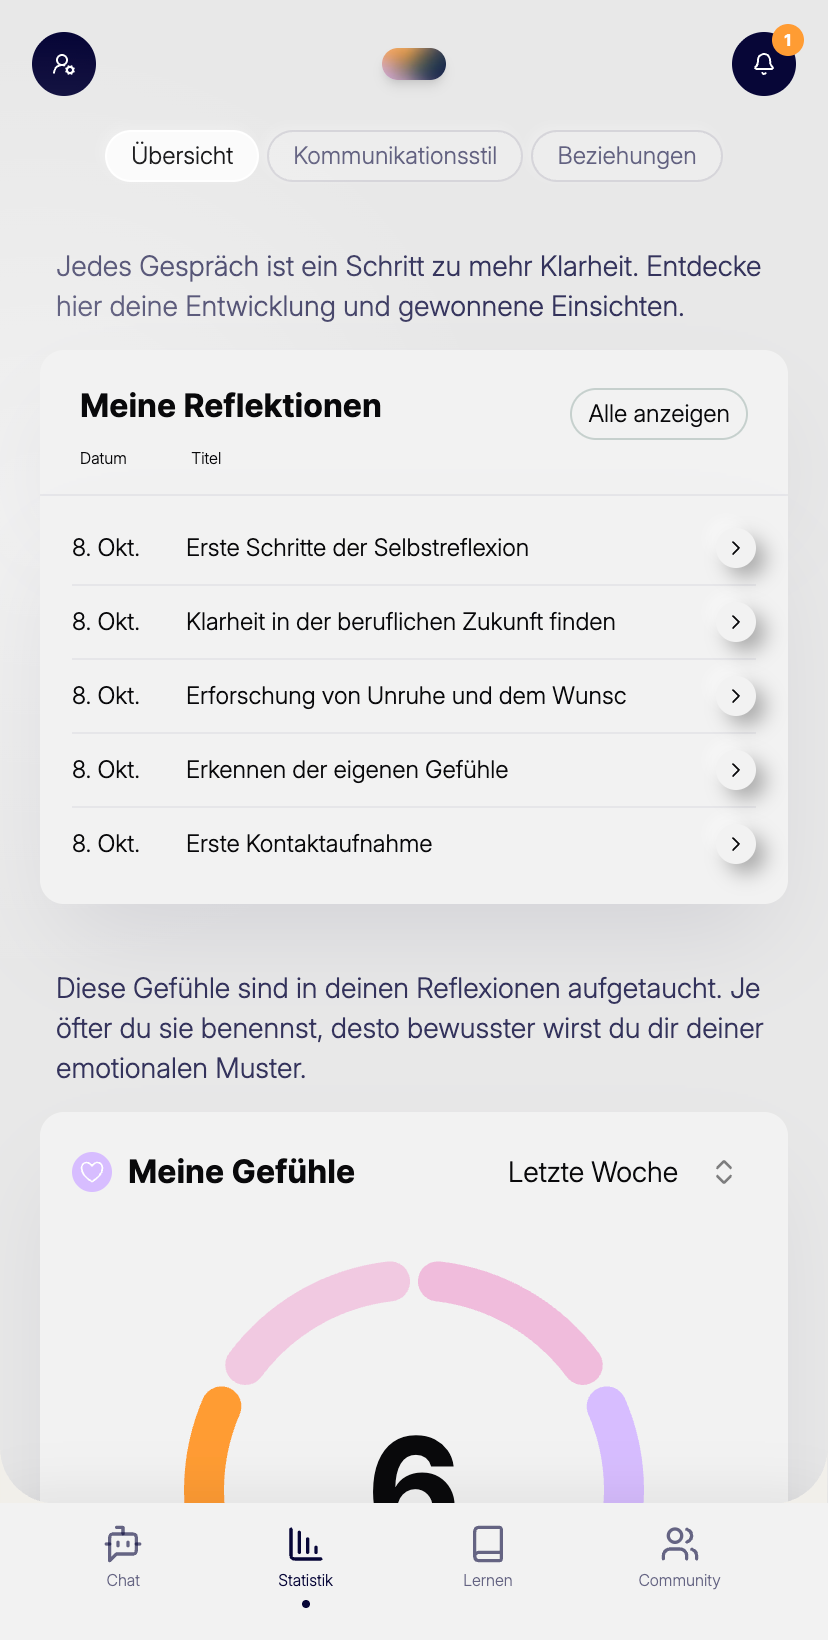 1
Übersicht
Kommunikationsstil
Beziehungen
Jedes Gespräch ist ein Schritt zu mehr Klarheit. Entdecke
hier deine Entwicklung und gewonnene Einsichten.
Meine Reflektionen
Alle anzeigen
Datum Titel
8. Okt. Erste Schritte der Selbstreflexion
8. Okt. Klarheit in der beruflichen Zukunft finden
8. Okt. Erforschung von Unruhe und dem Wunsc
8. Okt. Erkennen der eigenen Gefühle
8. Okt. Erste Kontaktaufnahme
Diese Gefühle sind in deinen Reflexionen aufgetaucht. Je
öfter du sie benennst, desto bewusster wirst du dir deiner
emotionalen Muster.
Meine Gefühle
Letzte Woche
6
Chat
Statistik
Lernen
Community